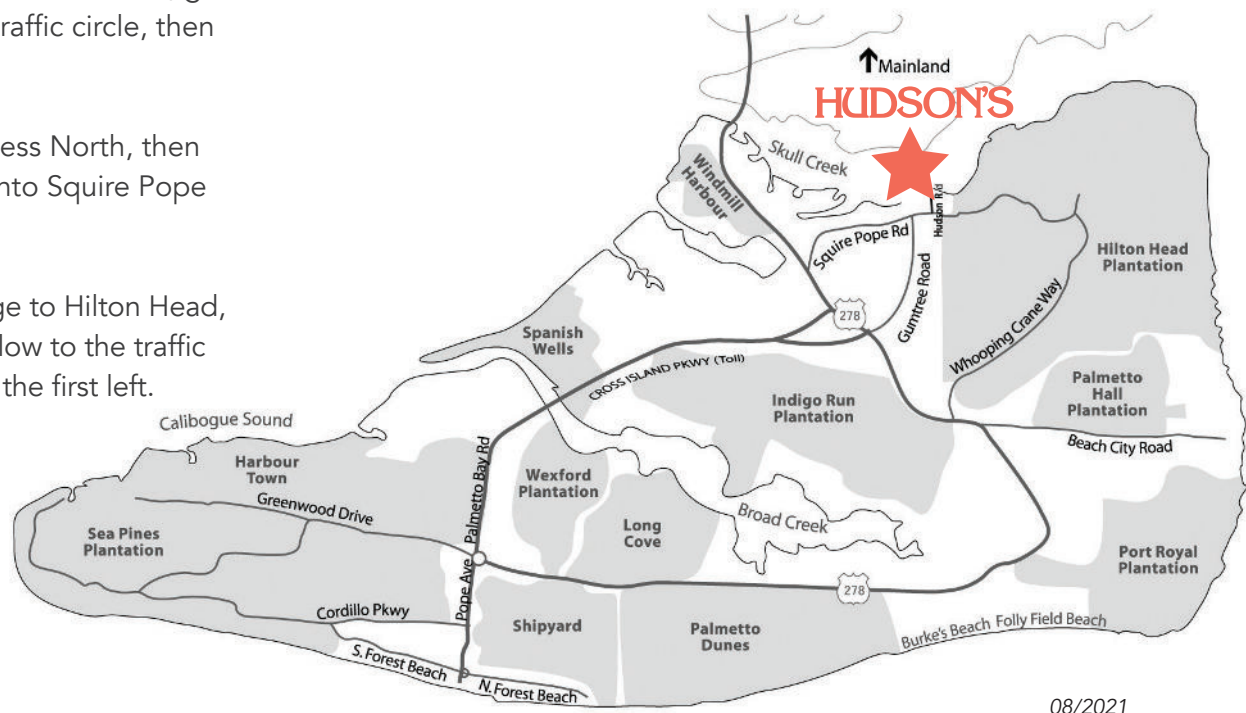 raffic circle, then
ess North, then
nto Squire Pope
ge to Hilton Head,
low to the traffic
the first left.
Mainland
HUDSON'S
Skull Creek
Windmill
Harbour
Hudson Rd
Squire Pope Rd
Gumtree Road
Hilton Head
Plantation
278
Whooping Crane Way
Spanish
Wells
CROSS ISLAND PKWY (Toll)
Indigo Run
Plantation
Palmetto
Hall
Plantation
Beach City Road
Calibogue Sound
Harbour
Town
Palmetto Bay Rd
Wexford
Plantation
Greenwood Drive
Broad Creek
Long
Cove
Sea Pines
Plantation
Port Royal
Plantation
278
Pope Ave
Cordillo Pkwy
Shipyard
Palmetto
Dunes
Burke's Beach
Folly Field Beach
S. Forest Beach
N. Forest Beach
08/2021